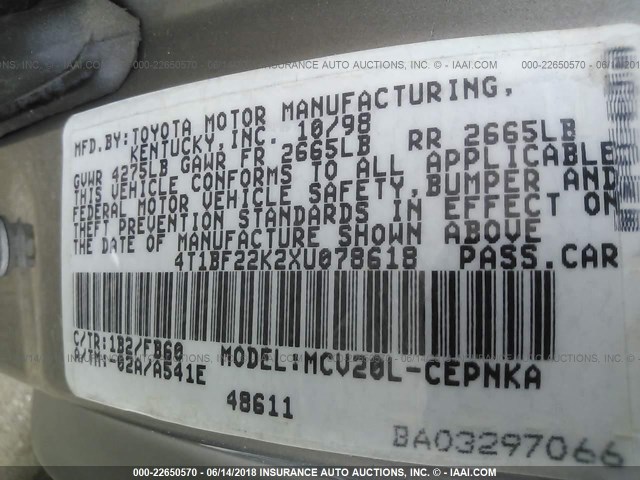 000-22650570 - 06/14/2018 INSURANCE AUTO AUCTIONS, INC. - IAAI.COM
MFD.BY:TOYOTA MOTOR MANUFACTURING,
KENTUCKY,INC. 10/98
GVWR 4275LB GAWR FR 2665LB RR 2665LB
THIS VEHICLE CONFORMS TO ALL APPLICABLE
FEDERAL MOTOR VEHICLE SAFETY,BUMPER AND
THEFT PREVENTION STANDARDS IN EFFECT ON
THE DATE OF MANUFACTURE SHOWN ABOVE
4T1BF22K2XU078618 PASS.CAR
C/TR:1B2/FB60 MODEL:MCV20L-CEPNKA
A/TM:-02A/A541E
48611
BA03297066
000-22650570 - 06/14/2018 INSURANCE AUTO AUCTIONS, INC. - IAAI.COM